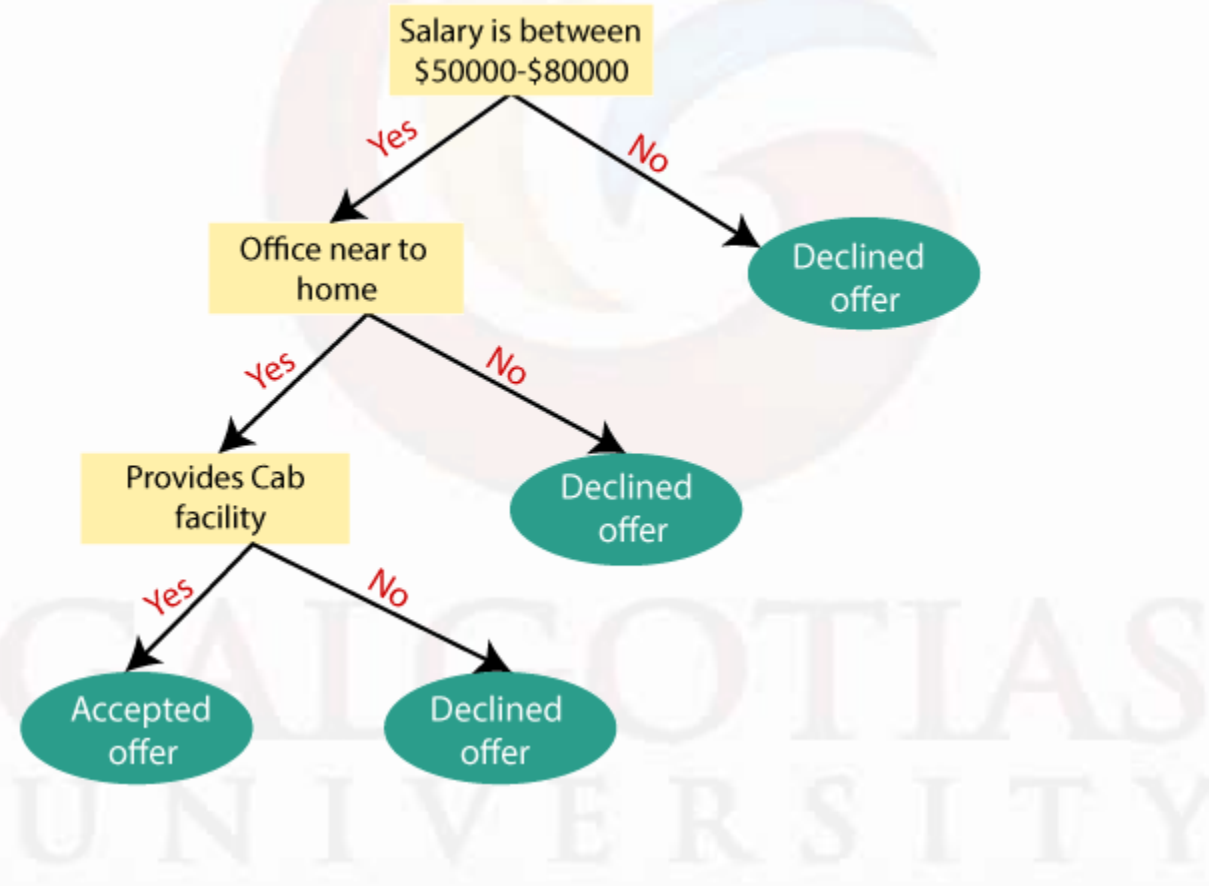 Salary is between
$50000-$80000
Yes
No
Office near to
home
Declined
offer
Yes
No
Provides Cab
facility
Declined
offer
Yes
No
Accepted
offer
Declined
offer
GALGOTIAS
UNIVERSITY